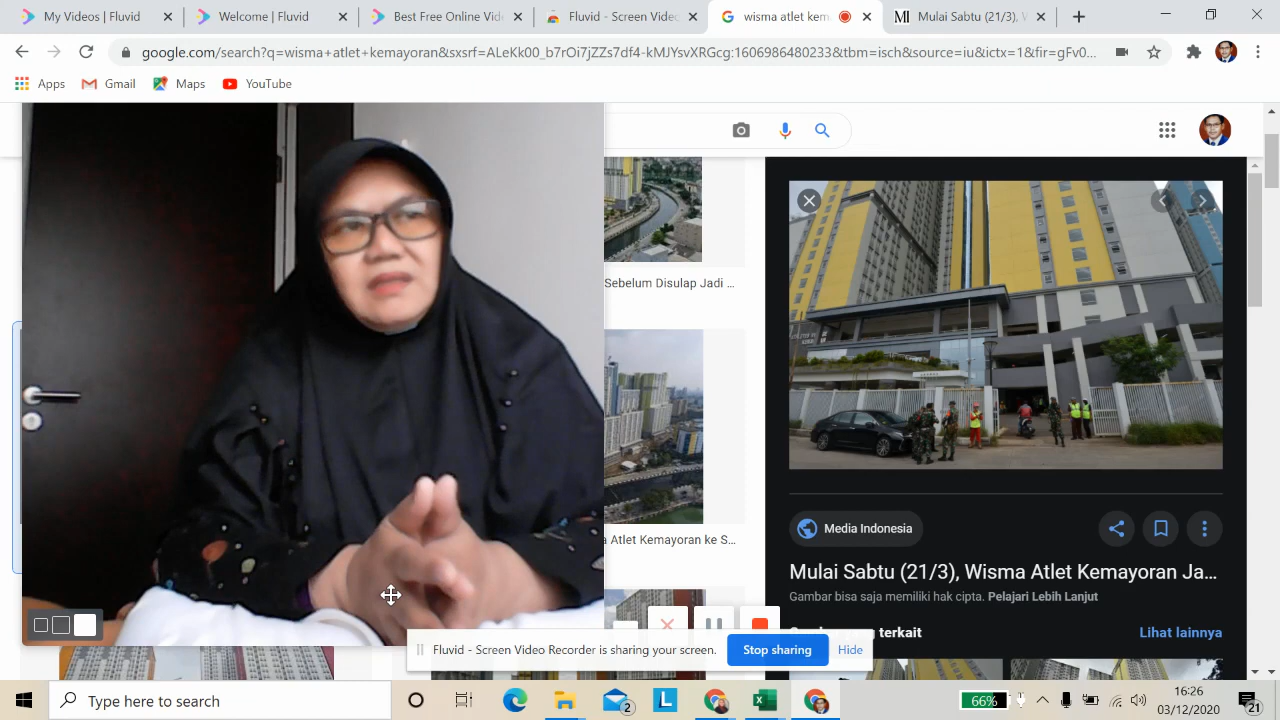 My Videos | Fluvid
Welcome | Fluvid
Best Free Online Vid
Fluvid - Screen Video
wisma atlet kem
Mulai Sabtu (21/3), W
google.com/search?q=wisma+atlet+kemayoran&sxsrf=ALeKk00_b7rOi7jZZs7df4-kMJYsvXRGcg:1606986480233&tbm=isch&source=iu&ictx=1&fir=gFv0...
Apps
Gmail
Maps
YouTube
Sebelum Disulap Jadi ...
a Atlet Kemayoran ke S...
Media Indonesia
Mulai Sabtu (21/3), Wisma Atlet Kemayoran Ja...
Gambar bisa saja memiliki hak cipta. Pelajari Lebih Lanjut
terkait
Lihat lainnya
Fluvid - Screen Video Recorder is sharing your screen.
Stop sharing
Hide
Type here to search
2
66%
16:26
03/12/2020
21